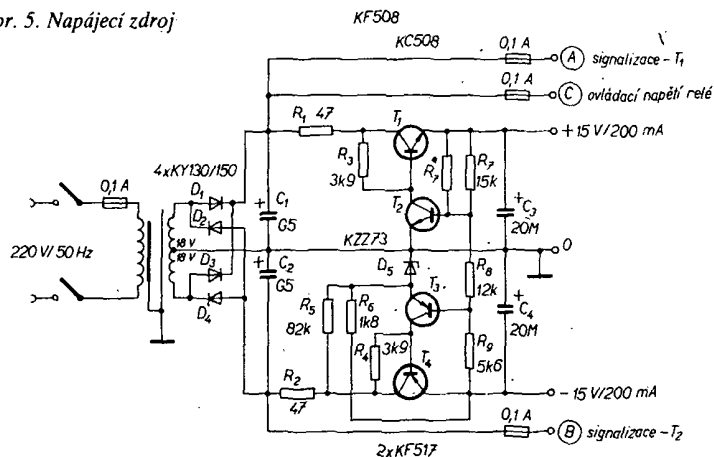 or. 5. Napájecí zdroj
KF508
KC508
0,1 A
A signalizace-T1
0,1 A
C ovládací napětí relé
R1 47
T1
+15 V/200 mA
R3
3k9
R7*
R7
15k
4xKY130/150
0,1 A
D1
C1
G5
T2
C3
20M
D2
18 V
18 V
220 V/50 Hz
KZZ73
0
D3
C2
G5
D5
R8
12k
D4
R5
82k
R6
1k8
T3
C4
20M
R4
3k9
T4
R9
5k6
R2
47
-15 V/200 mA
0,1 A
B signalizace-T2
2xKF517